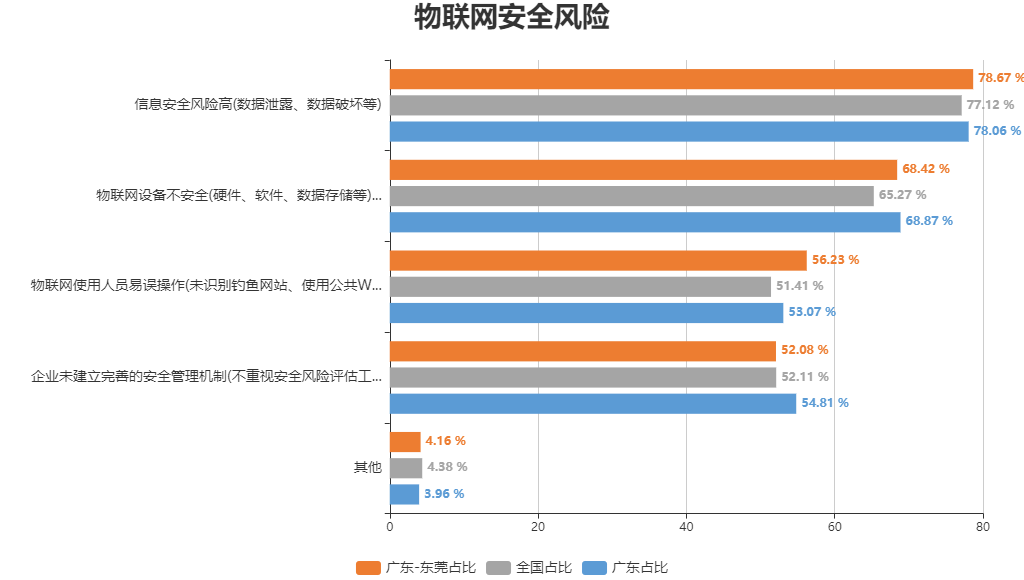 物联网安全风险
信息安全风险高(数据泄露、数据破坏等)
78.67 %
77.12 %
78.06 %
物联网设备不安全(硬件、软件、数据存储等)...
68.42 %
65.27 %
68.87 %
物联网使用人员易误操作(未识别钓鱼网站、使用公共W...
56.23 %
51.41 %
53.07 %
企业未建立完善的安全管理机制(不重视安全风险评估工...
52.08 %
52.11 %
54.81 %
其他
4.16 %
4.38 %
3.96 %
0 20 40 60 80
广东-东莞占比 全国占比 广东占比